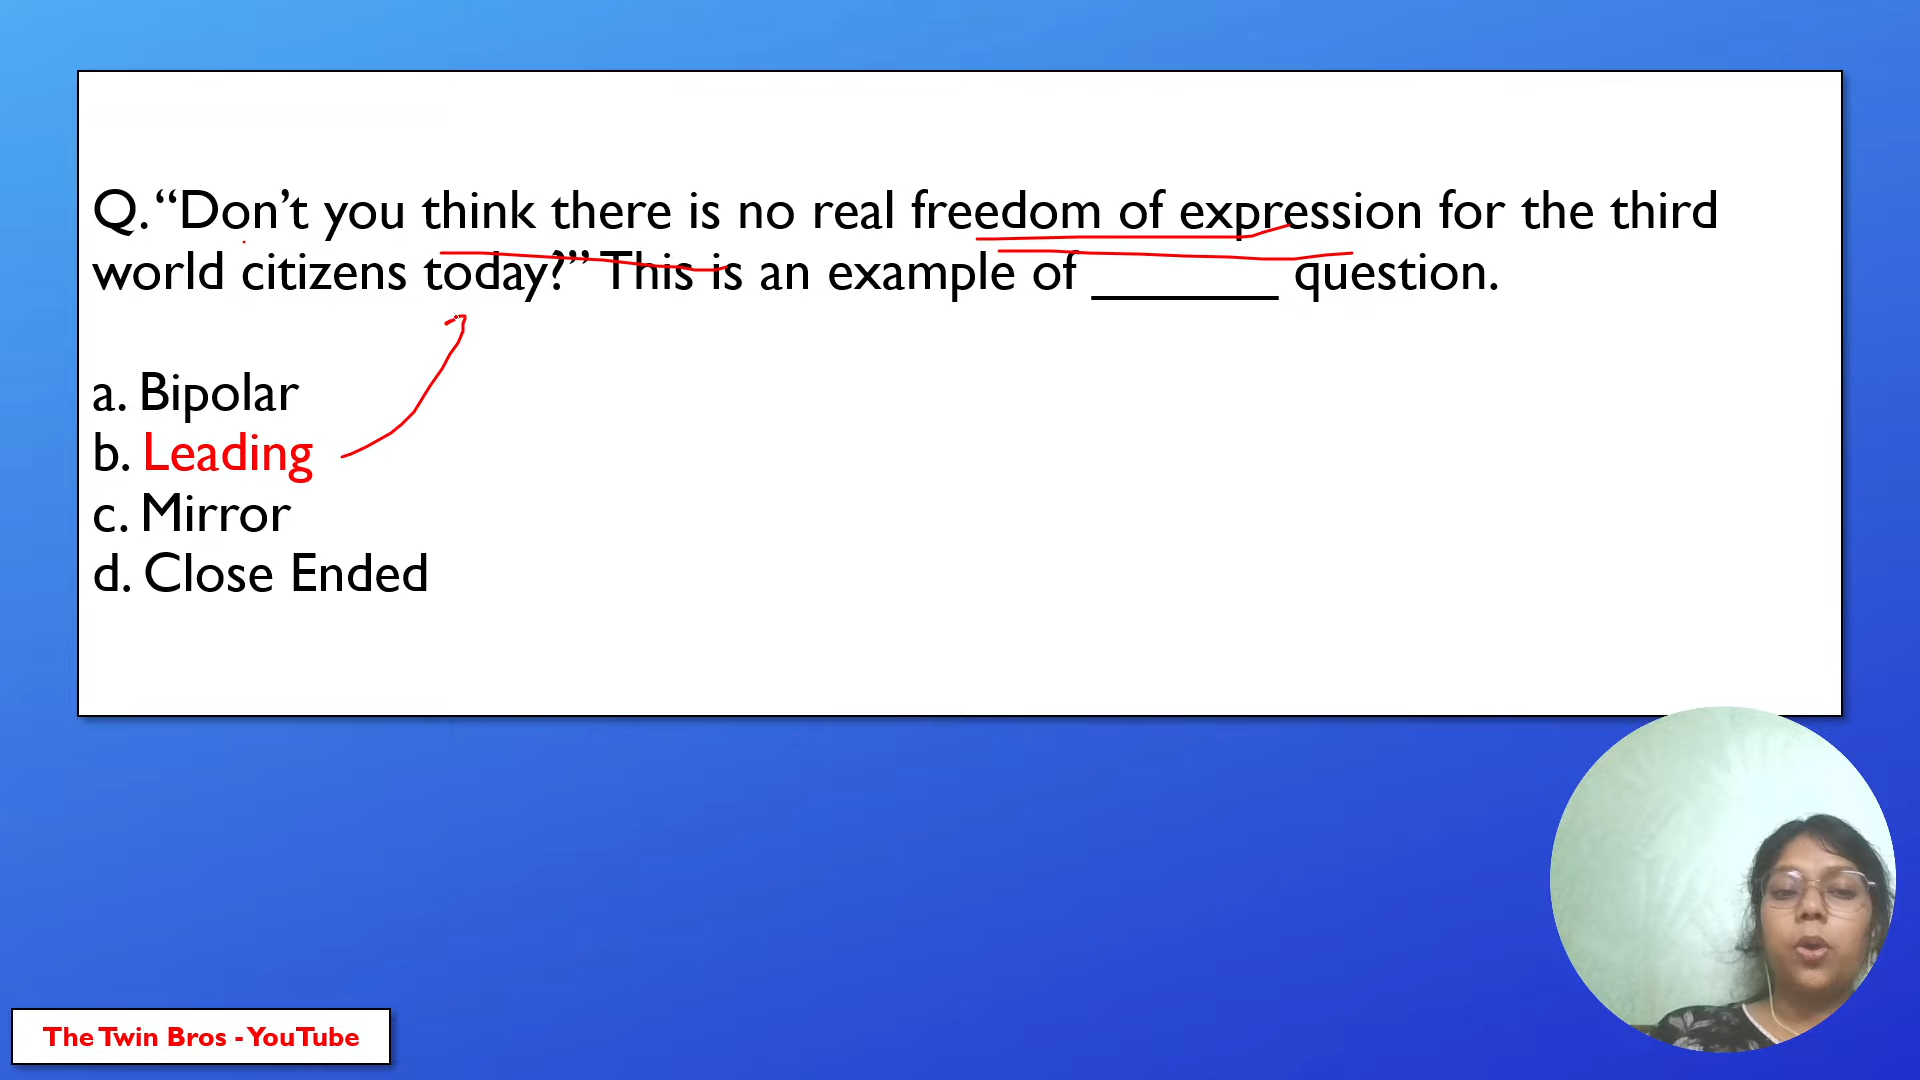 Q. “Don’t you think there is no real freedom of expression for the third
world citizens today?” This is an example of _______ question.
a. Bipolar
b. Leading
c. Mirror
d. Close Ended
The Twin Bros - YouTube